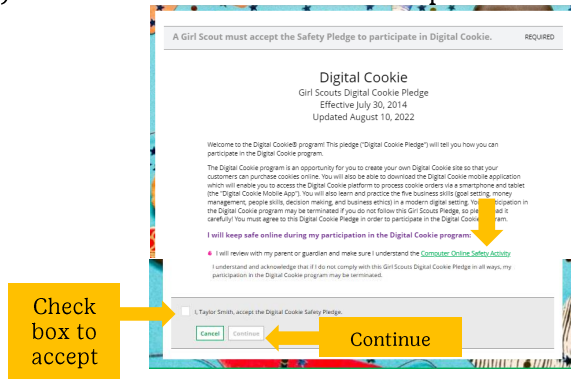 A Girl Scout must accept the Safety Pledge to participate in Digital Cookie. REQUIRED
Digital Cookie
Girl Scouts Digital Cookie Pledge
Effective July 30, 2014
Updated August 10, 2022
Welcome to the Digital Cookie® program! This pledge ("Digital Cookie Pledge") will tell you how you can
participate in the Digital Cookie program.
The Digital Cookie program is an opportunity for you to create your own Digital Cookie site so that your
customers can purchase cookies online. You will also be able to download the Digital Cookie mobile application
which will enable you to access the Digital Cookie platform to process cookie orders via a smartphone and tablet
(the "Digital Cookie Mobile App"). You will also learn and practice the five business skills (goal setting, money
management, people skills, decision making, and business ethics) in a modern digital setting. participation in
the Digital Cookie program may be terminated if you do not follow this Girl Scouts Pledge, so it
carefully! You must agree to this Digital Cookie Pledge in order to participate in the Digital
I will keep safe online during my participation in the Digital Cookie program:
I will review with my parent or guardian and make sure I understand the Computer Online Safety Activity
I understand and acknowledge that if I do not comply with this Girl Scouts Digital Cookie Pledge in all ways, my
participation in the Digital Cookie program may be terminated.
Check
box to
accept
I, Taylor Smith, accept the Digital Cookie Safety Pledge.
Cancel Continue
Continue